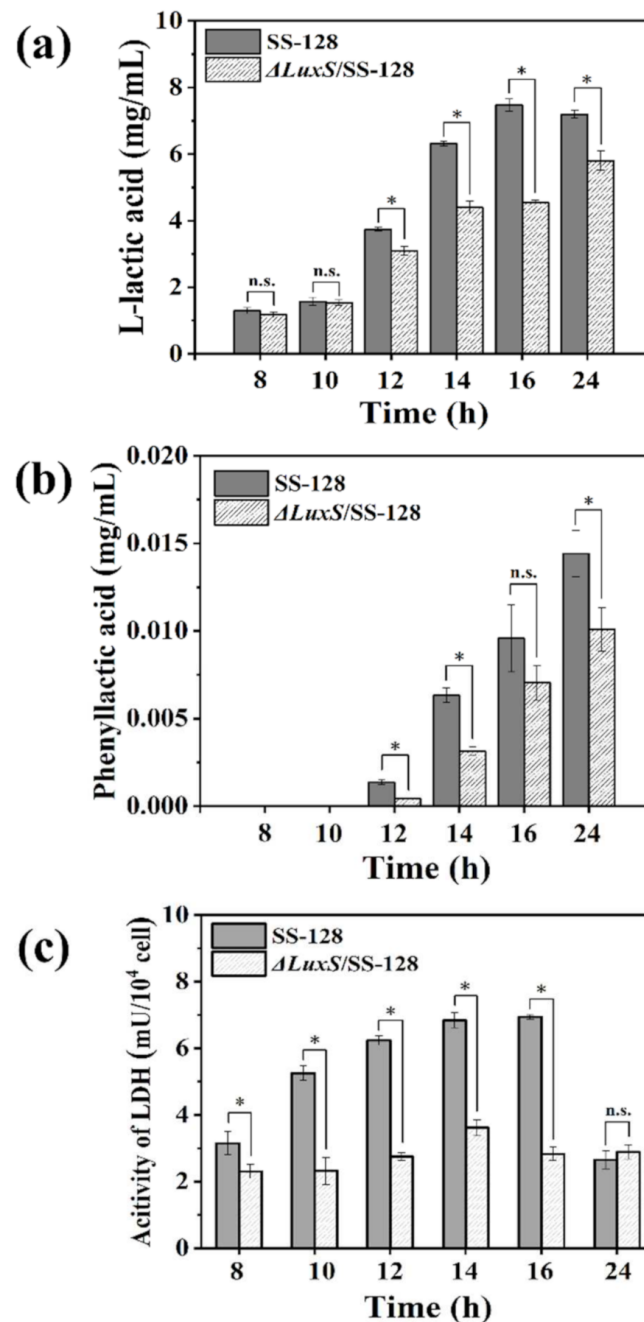 (a)
L-lactic acid (mg/mL)
10
8
6
4
2
0
SS-128
ΔLuxS/SS-128
n.s.
n.s.
*
*
*
*
8 10 12 14 16 24
Time (h)
(b)
Phenyllactic acid (mg/mL)
0.020
0.015
0.010
0.005
0.000
SS-128
ΔLuxS/SS-128
*
*
n.s.
*
8 10 12 14 16 24
Time (h)
(c)
Acitivity of LDH (mU/10⁴ cell)
10
8
6
4
2
0
SS-128
ΔLuxS/SS-128
*
*
*
*
*
n.s.
8 10 12 14 16 24
Time (h)